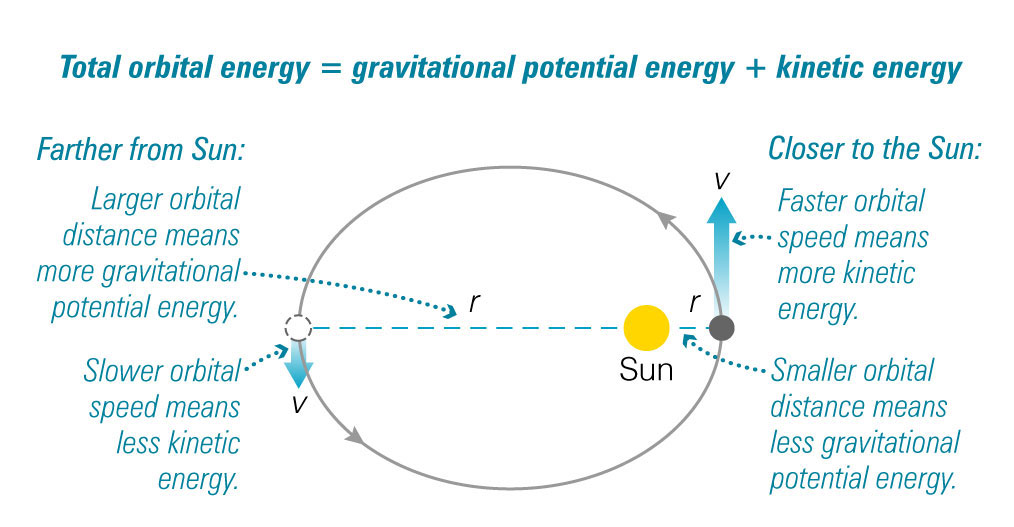 Total orbital energy = gravitational potential energy + kinetic energy
Farther from Sun:
Larger orbital
distance means
more gravitational
potential energy.
Slower orbital
speed means
less kinetic
energy.
v
r
Sun
r
v
Closer to the Sun:
Faster orbital
speed means
more kinetic
energy.
Smaller orbital
distance means
less gravitational
potential energy.